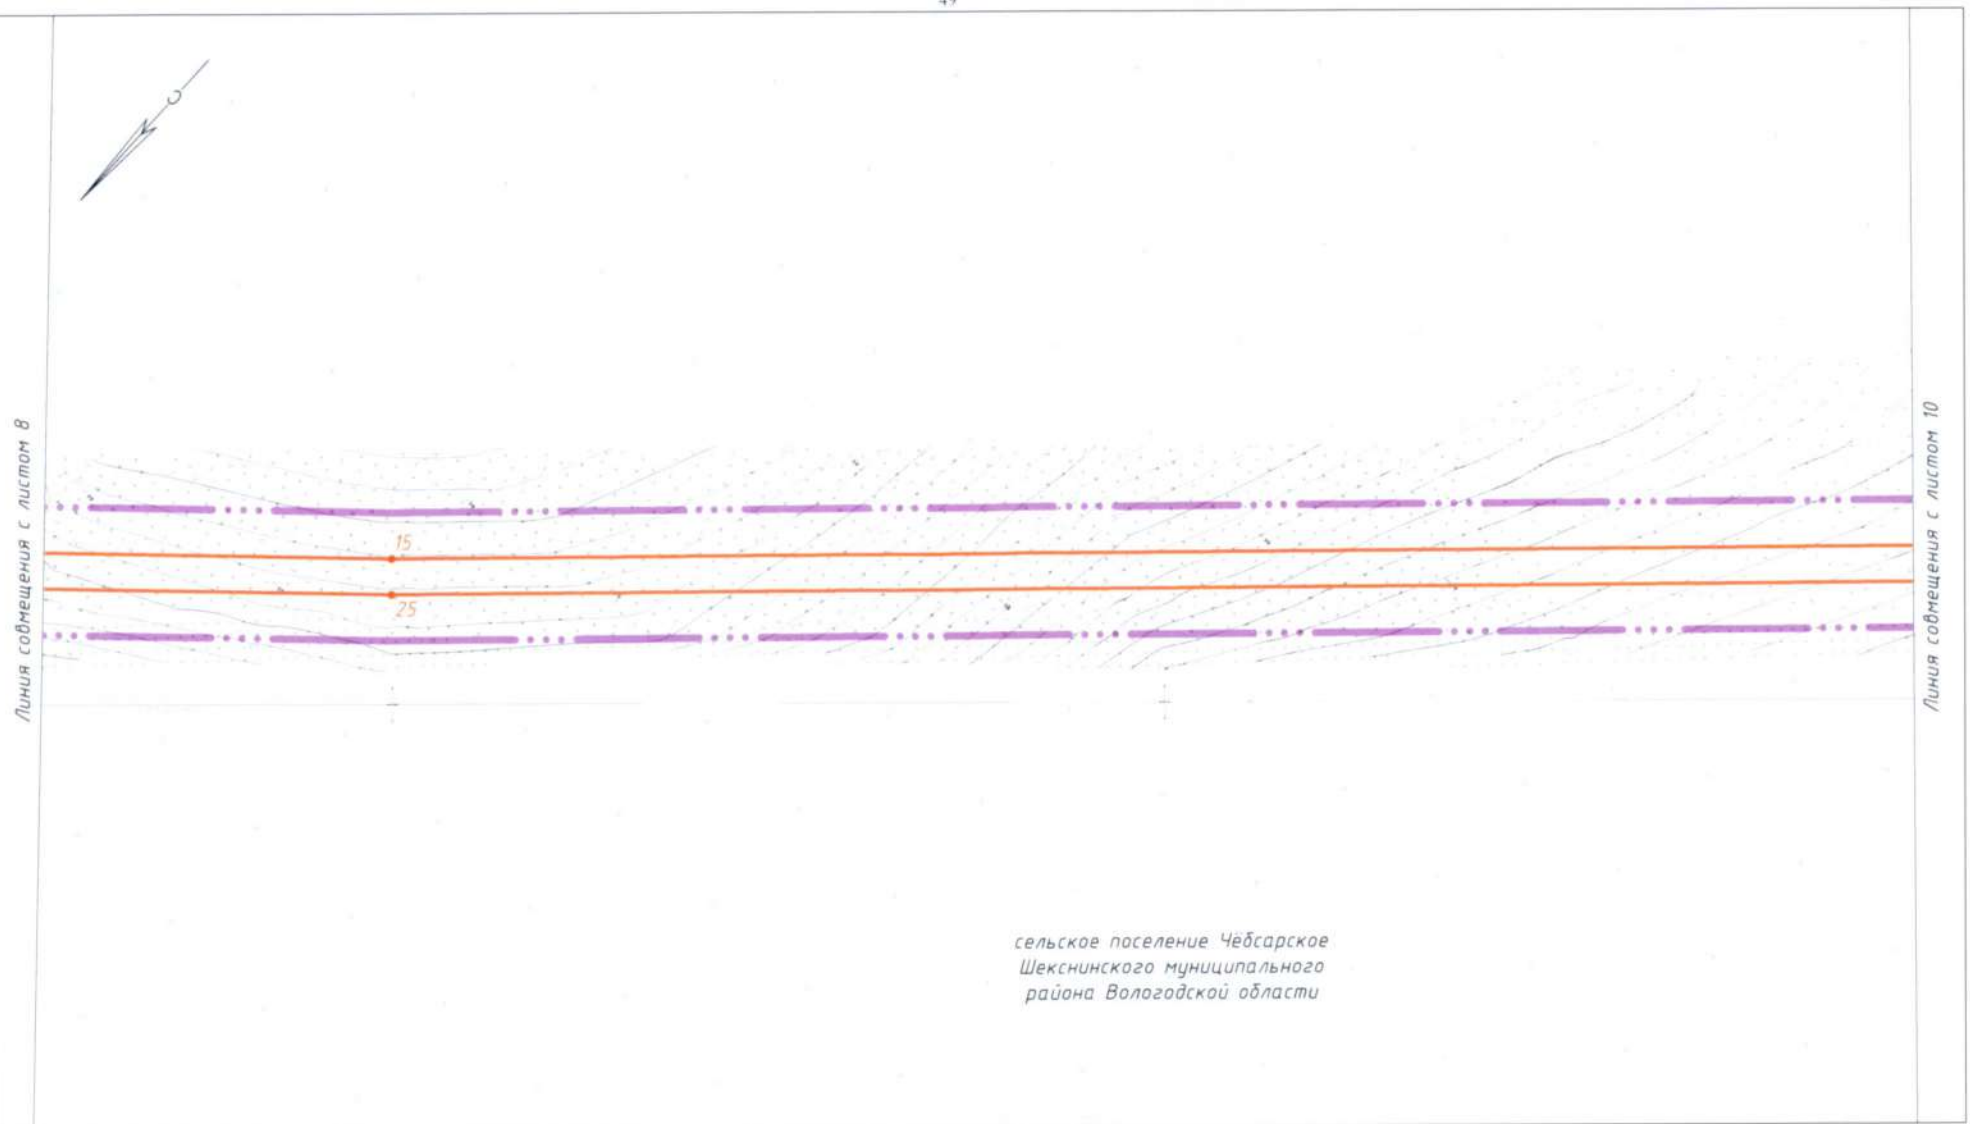 С
Линия совмещения с листом 8
15
25
Линия совмещения с листом 10
сельское поселение Чёбсарское
Шекснинского муниципального
района Вологодской области